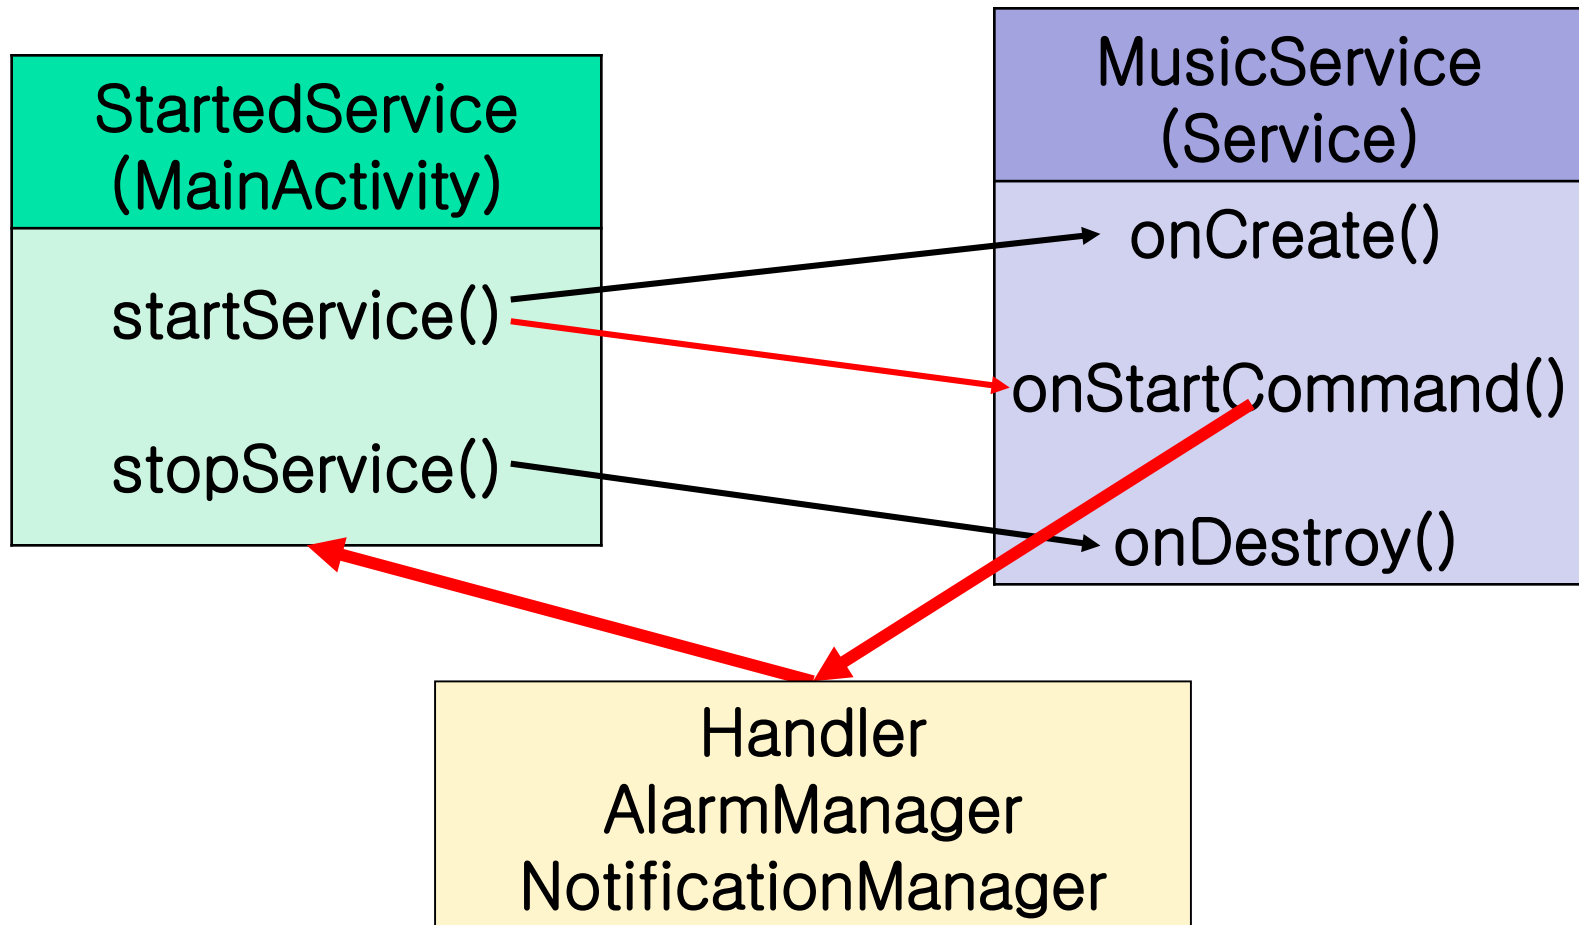 StartedService
(MainActivity)
startService()
stopService()
MusicService
(Service)
onCreate()
onStartCommand()
onDestroy()
Handler
AlarmManager
NotificationManager